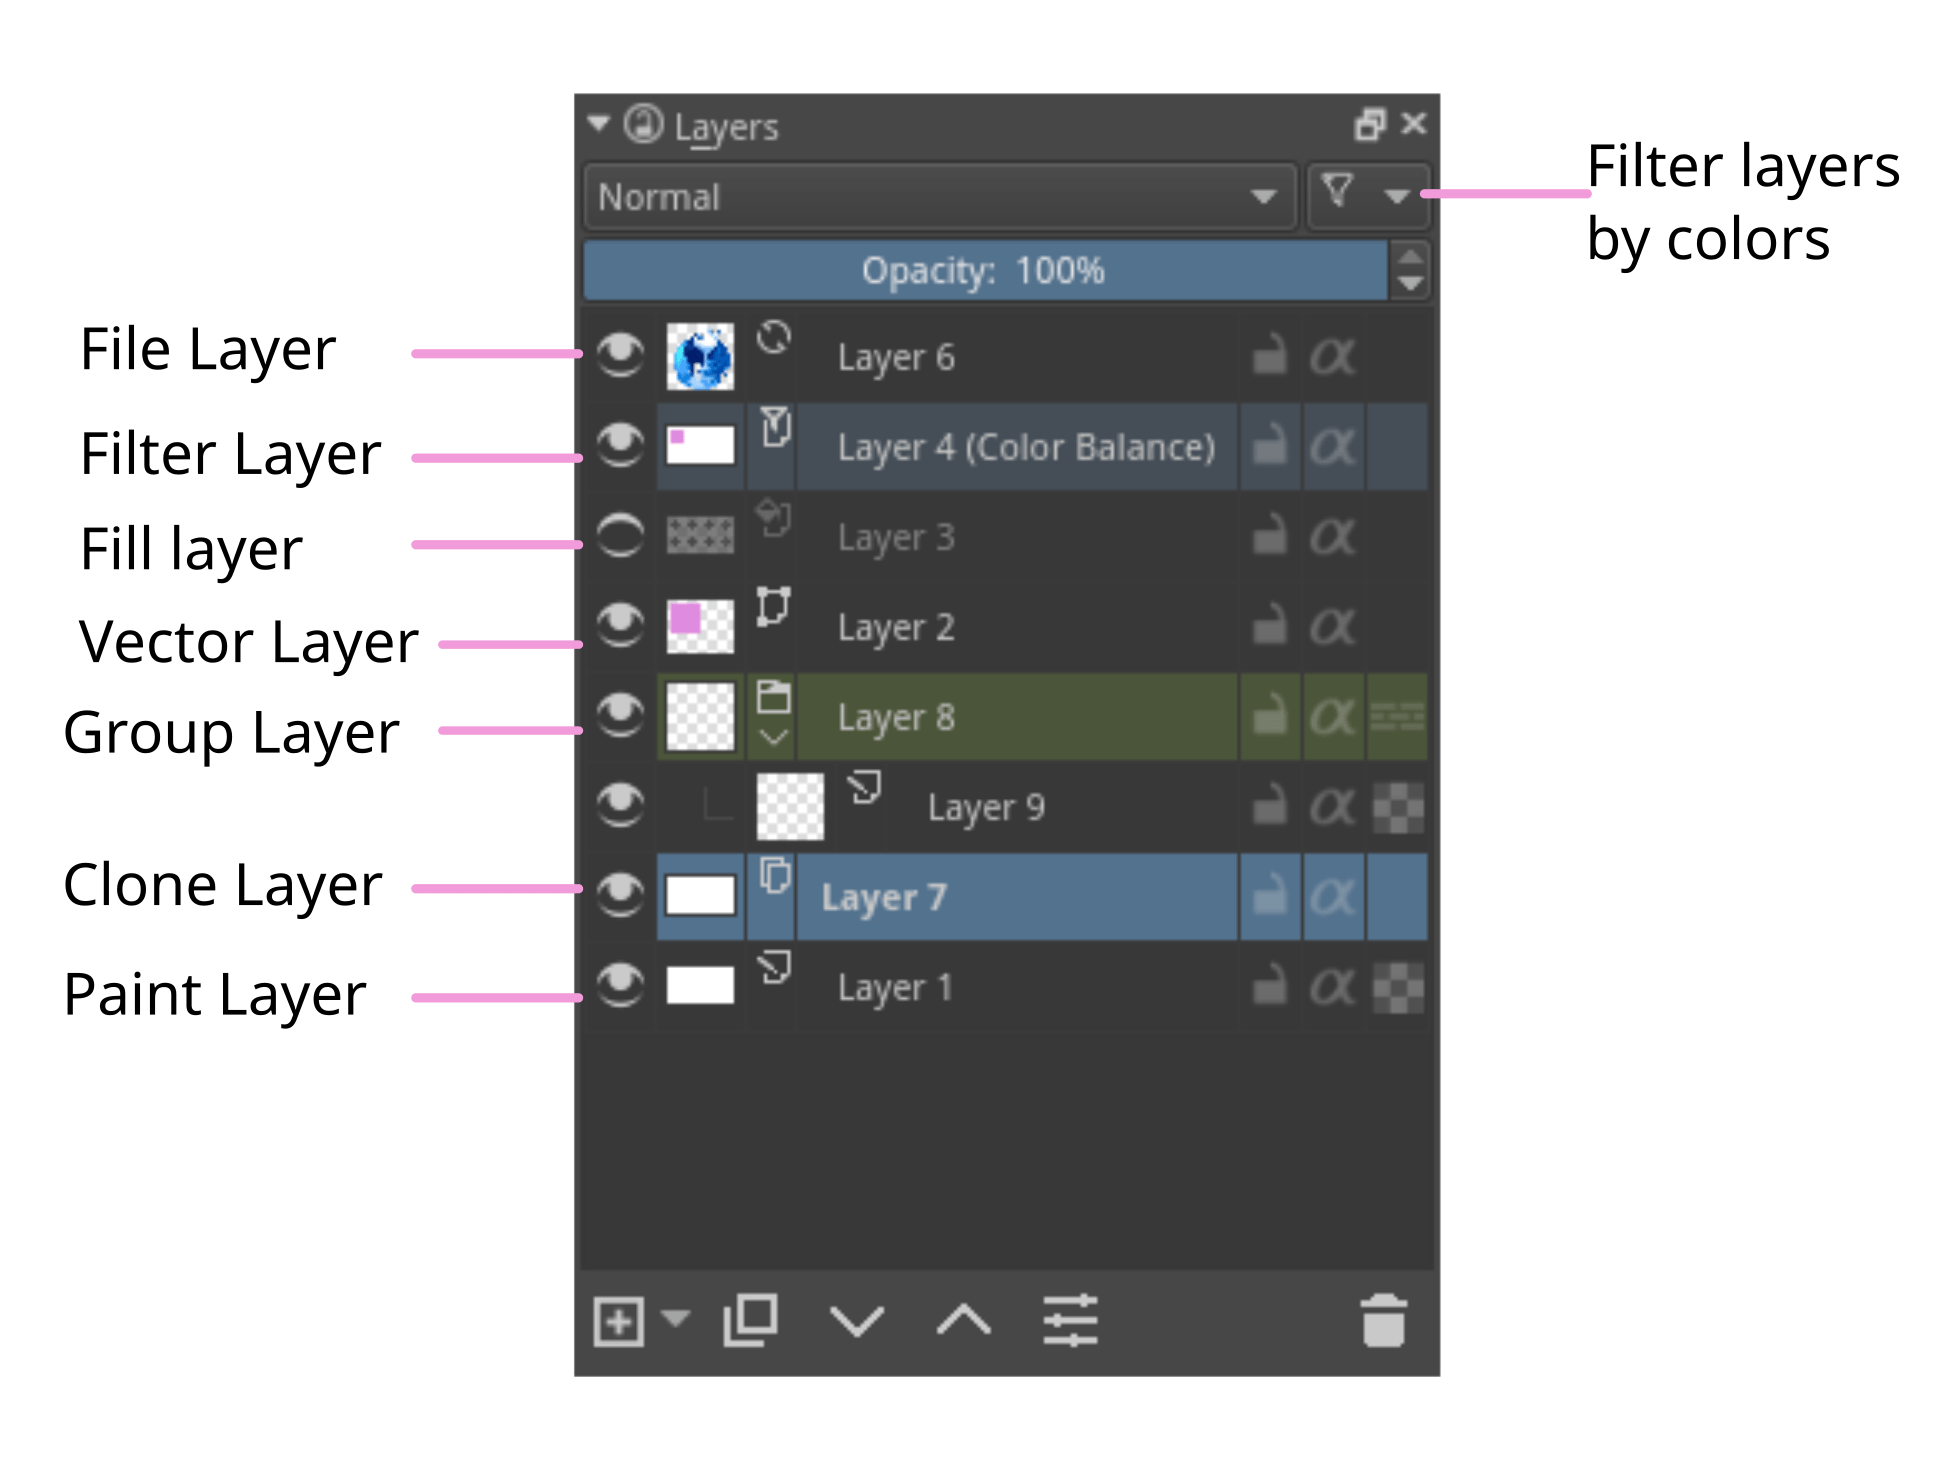 Layers
Normal
Filter layers
by colors
Opacity: 100%
File Layer
Layer 6
Filter Layer
Layer 4 (Color Balance)
Fill layer
Layer 3
Vector Layer
Layer 2
Group Layer
Layer 8
Layer 9
Clone Layer
Layer 7
Paint Layer
Layer 1